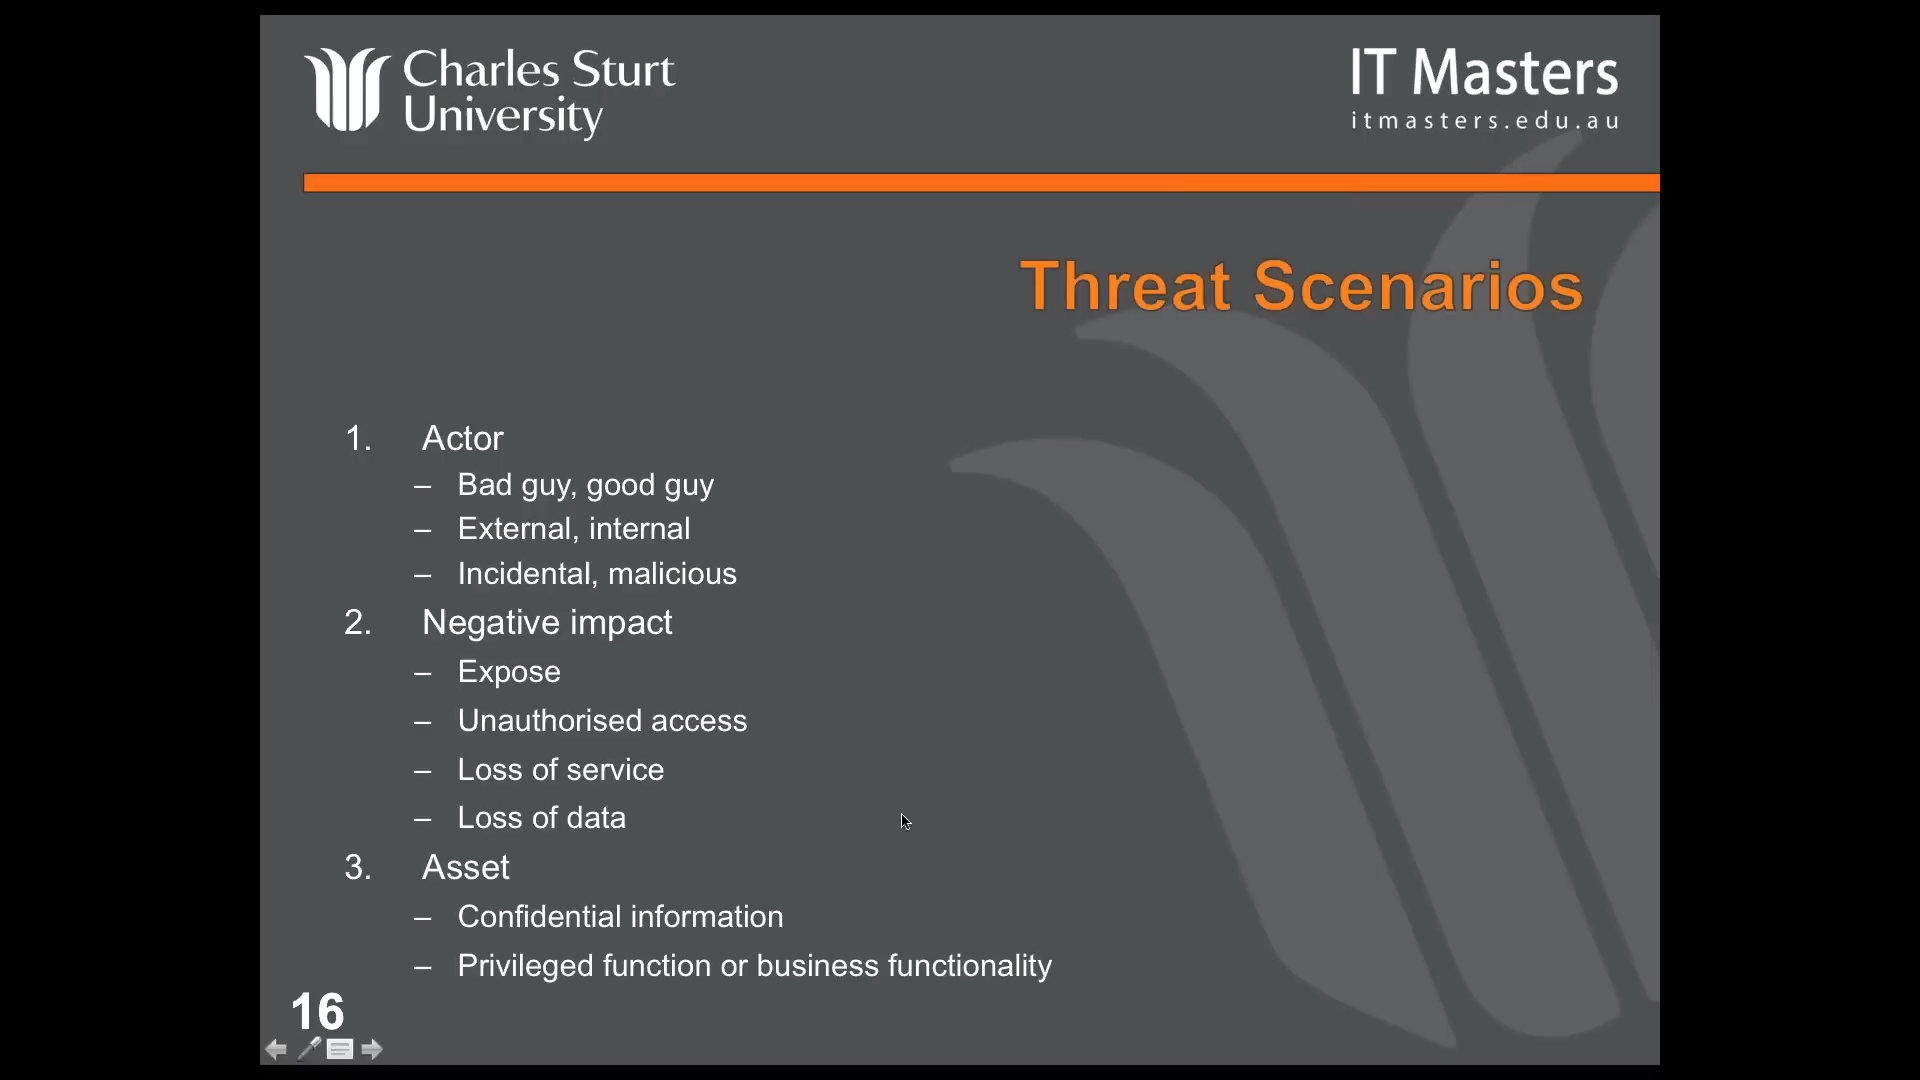 Charles Sturt
University
IT Masters
itmasters.edu.au
Threat Scenarios
1. Actor
– Bad guy, good guy
– External, internal
– Incidental, malicious
2. Negative impact
– Expose
– Unauthorised access
– Loss of service
– Loss of data
3. Asset
– Confidential information
– Privileged function or business functionality
16